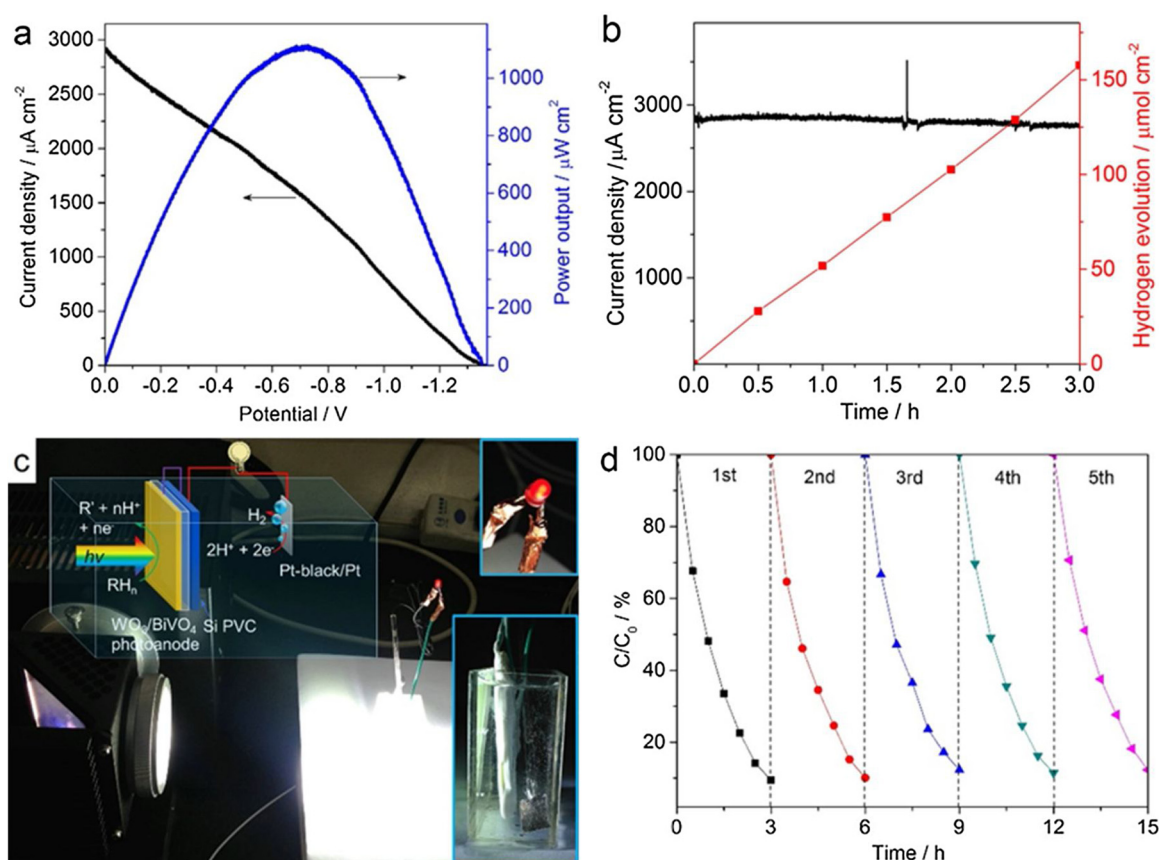 a
3000
2500
2000
1500
1000
500
0
Current density / μA cm⁻²
1000
800
600
400
200
0
Power output / μW cm²
0.0 -0.2 -0.4 -0.6 -0.8 -1.0 -1.2
Potential / V
b
3000
2000
1000
Current density /μA cm⁻²
150
100
50
0
Hydrogen evolution / μmol cm⁻²
0.0 0.5 1.0 1.5 2.0 2.5 3.0
Time / h
c
R' + nH⁺
+ ne⁻
hν
RHₙ
H₂
2H⁺ + 2e⁻
Pt-black/Pt
WO₃/BiVO₄ Si PVC
photoanode
d
1st 2nd 3rd 4th 5th
100
80
60
40
20
C/C₀ / %
0 3 6 9 12 15
Time / h